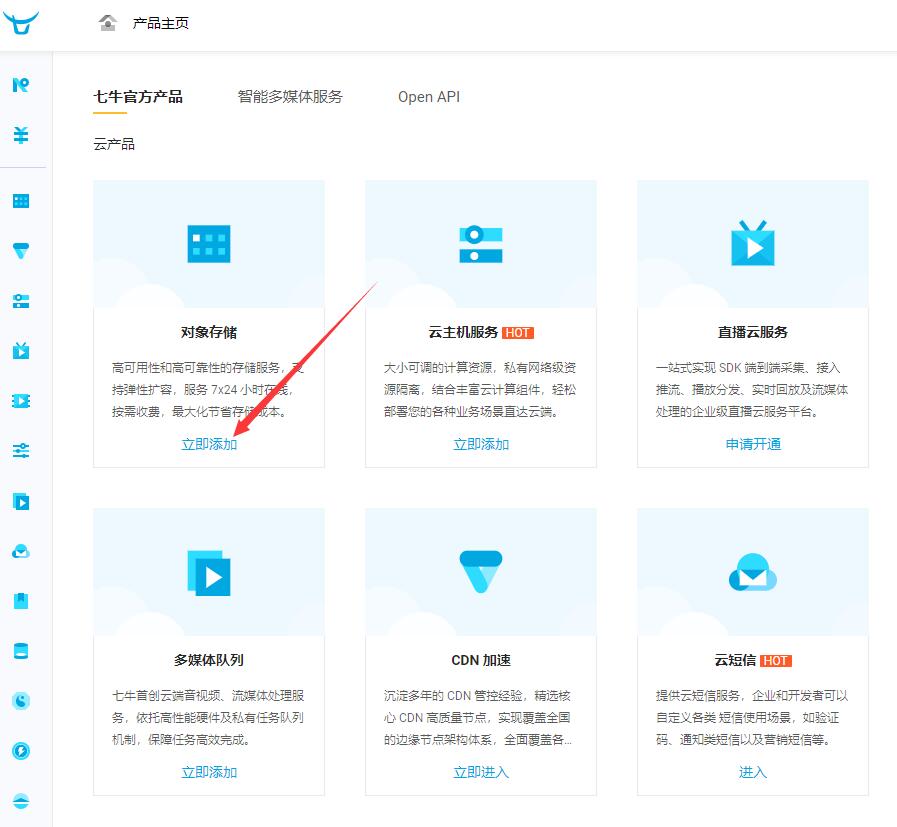 产品主页
七牛官方产品 智能多媒体服务 Open API
云产品
对象存储
高可用性和高可靠性的存储服务，支
持弹性扩容，服务 7x24 小时在线，
按需收费，最大化节省存储成本。
立即添加
云主机服务 HOT
大小可调的计算资源，私有网络级资
源隔离，结合丰富云计算组件，轻松
部署您的各种业务场景直达云端。
立即添加
直播云服务
一站式实现 SDK 端到端采集、接入
推流、播放分发、实时回放及流媒体
处理的企业级直播云服务平台。
申请开通
多媒体队列
七牛首创云端音视频、流媒体处理服
务，依托高性能硬件及私有任务队列
机制，保障任务高效完成。
立即添加
CDN 加速
沉淀多年的 CDN 管控经验，精选核
心 CDN 高质量节点，实现覆盖全国
的边缘节点架构体系，全面覆盖各...
立即进入
云短信 HOT
提供云短信服务，企业和开发者可以
自定义各类 短信使用场景，如验证
码、通知类短信以及营销短信等。
进入